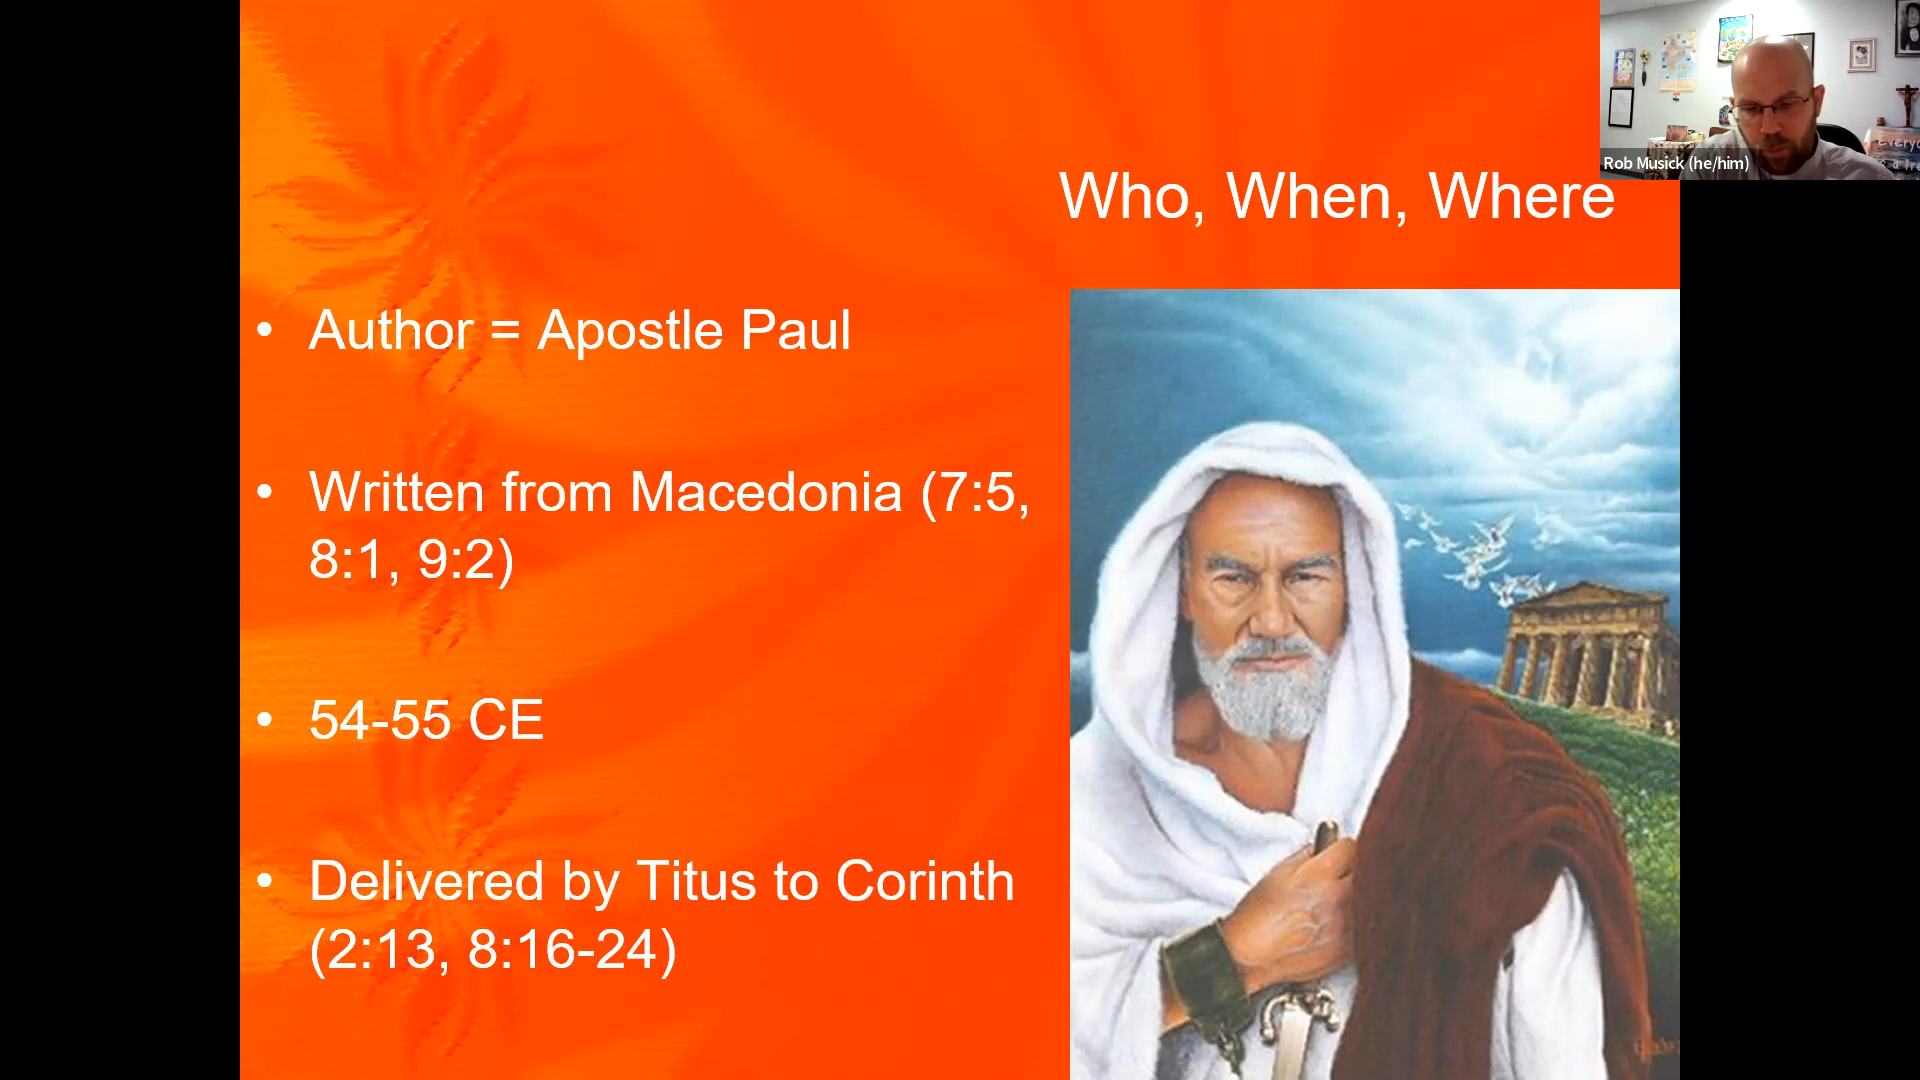 Who, When, Where
• Author = Apostle Paul
• Written from Macedonia (7:5,
8:1, 9:2)
• 54-55 CE
• Delivered by Titus to Corinth
(2:13, 8:16-24)
Rob Musick (he/him)